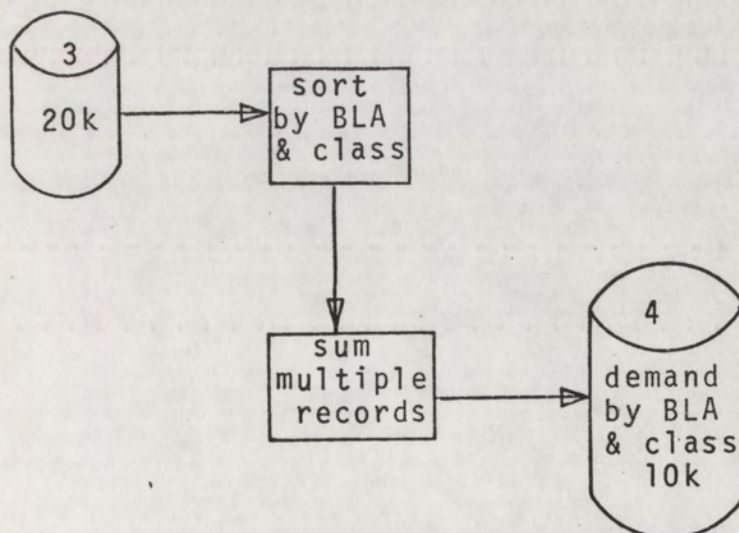 3
20k
sort
by BLA
& class
sum
multiple
records
4
demand
by BLA
& class
10k